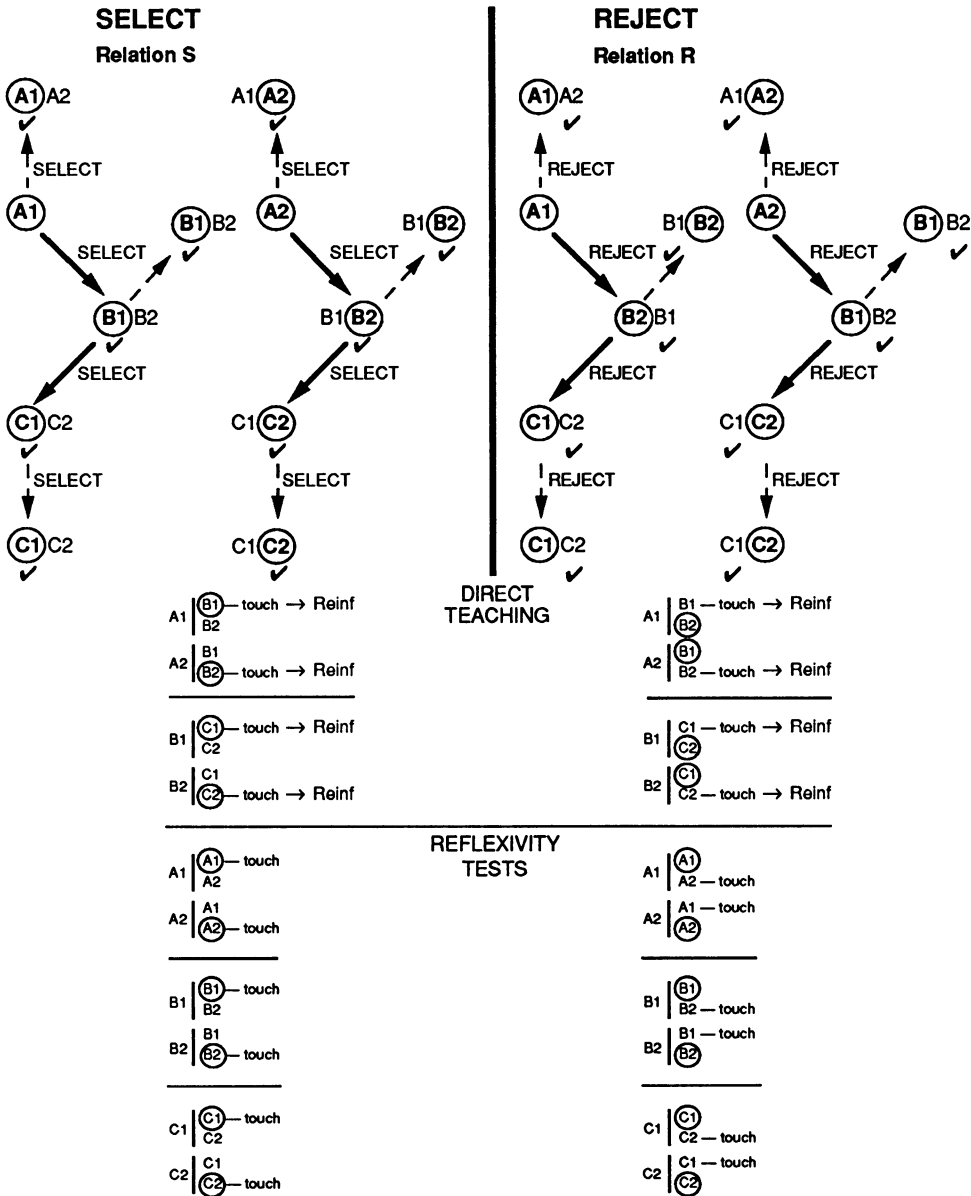 SELECT REJECT
Relation S Relation R
A1 A2 A1 A2 A1 A2 A1 A2
SELECT SELECT REJECT REJECT
A1 A2 A1 A2
B1 B2 B1 B2 B1 B2 B1 B2
SELECT SELECT REJECT REJECT
B1 B2 B1 B2 B2 B1 B1 B2
SELECT SELECT REJECT REJECT
C1 C2 C1 C2 C1 C2 C1 C2
SELECT SELECT REJECT REJECT
C1 C2 C1 C2 C1 C2 C1 C2
DIRECT
TEACHING
A1 B1 — touch → Reinf A1 B1 — touch → Reinf
B2 B2
A2 B1 A2 B1
B2 — touch → Reinf B2 — touch → Reinf
B1 C1 — touch → Reinf B1 C1 — touch → Reinf
C2 C2
B2 C1 B2 C1
C2 — touch → Reinf C2 — touch → Reinf
REFLEXIVITY
TESTS
A1 A1 — touch A1 A1
A2 A2 — touch
A2 A1 A2 A1 — touch
A2 — touch A2
B1 B1 — touch B1 B1
B2 B2 — touch
B2 B1 B2 B1 — touch
B2 — touch B2
C1 C1 — touch C1 C1
C2 C2 — touch
C2 C1 C2 C1 — touch
C2 — touch C2